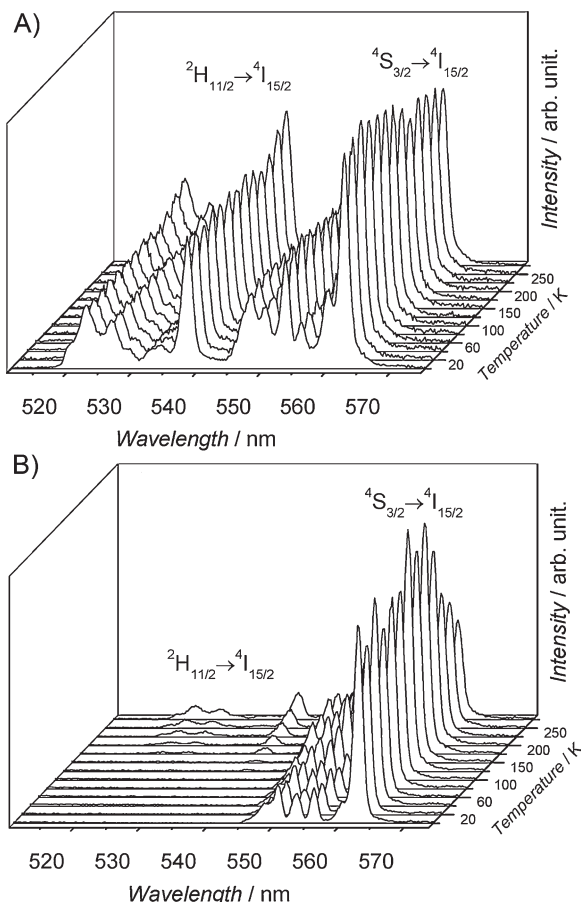 A)
²H₁₁/₂→⁴I₁₅/₂
⁴S₃/₂→⁴I₁₅/₂
Intensity / arb. unit.
250
200
150
100
60
20
Temperature / K
520 530 540 550 560 570
Wavelength / nm
B)
⁴S₃/₂→⁴I₁₅/₂
²H₁₁/₂→⁴I₁₅/₂
Intensity / arb. unit.
250
200
150
100
60
20
Temperature / K
520 530 540 550 560 570
Wavelength / nm